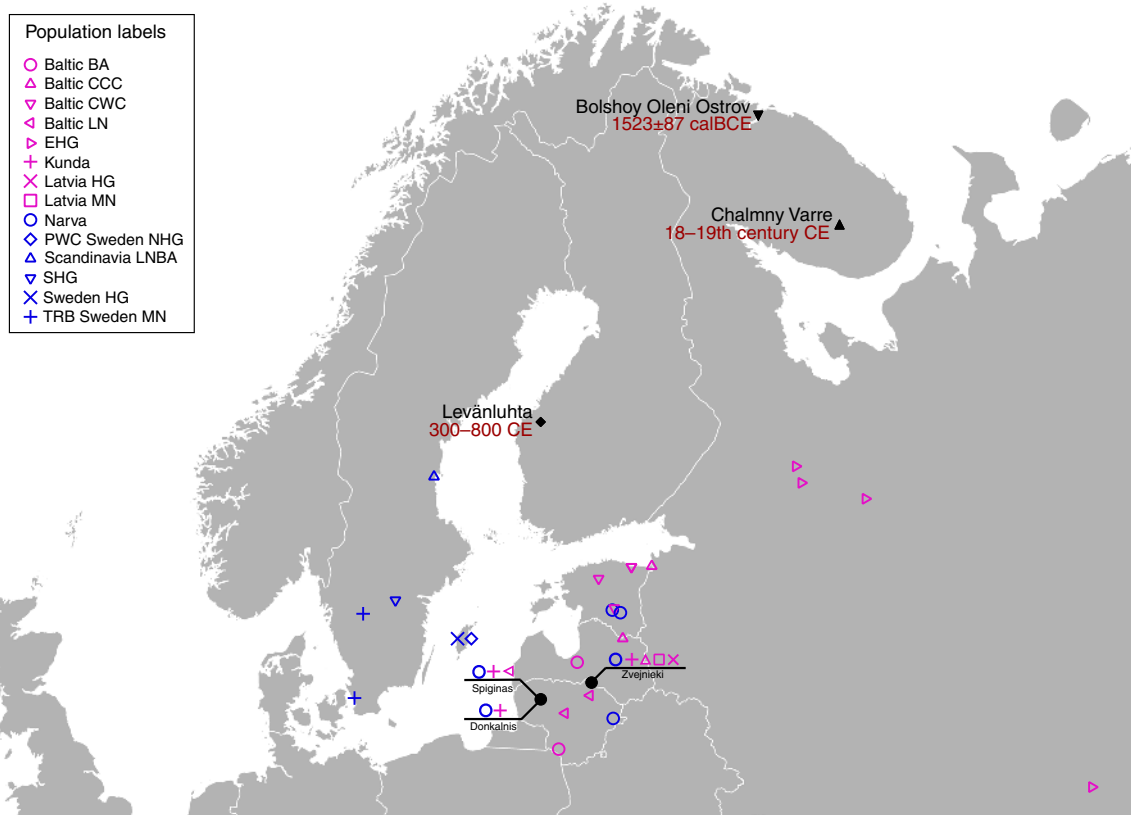 Population labels
Baltic BA
Baltic CCC
Baltic CWC
Baltic LN
EHG
Kunda
Latvia HG
Latvia MN
Narva
PWC Sweden NHG
Scandinavia LNBA
SHG
Sweden HG
TRB Sweden MN
Bolshoy Oleni Ostrov
1523±87 calBCE
Chalmny Varre
18–19th century CE
Levänluhta
300–800 CE
Zvejnieki
Spiginas
Donkalnis